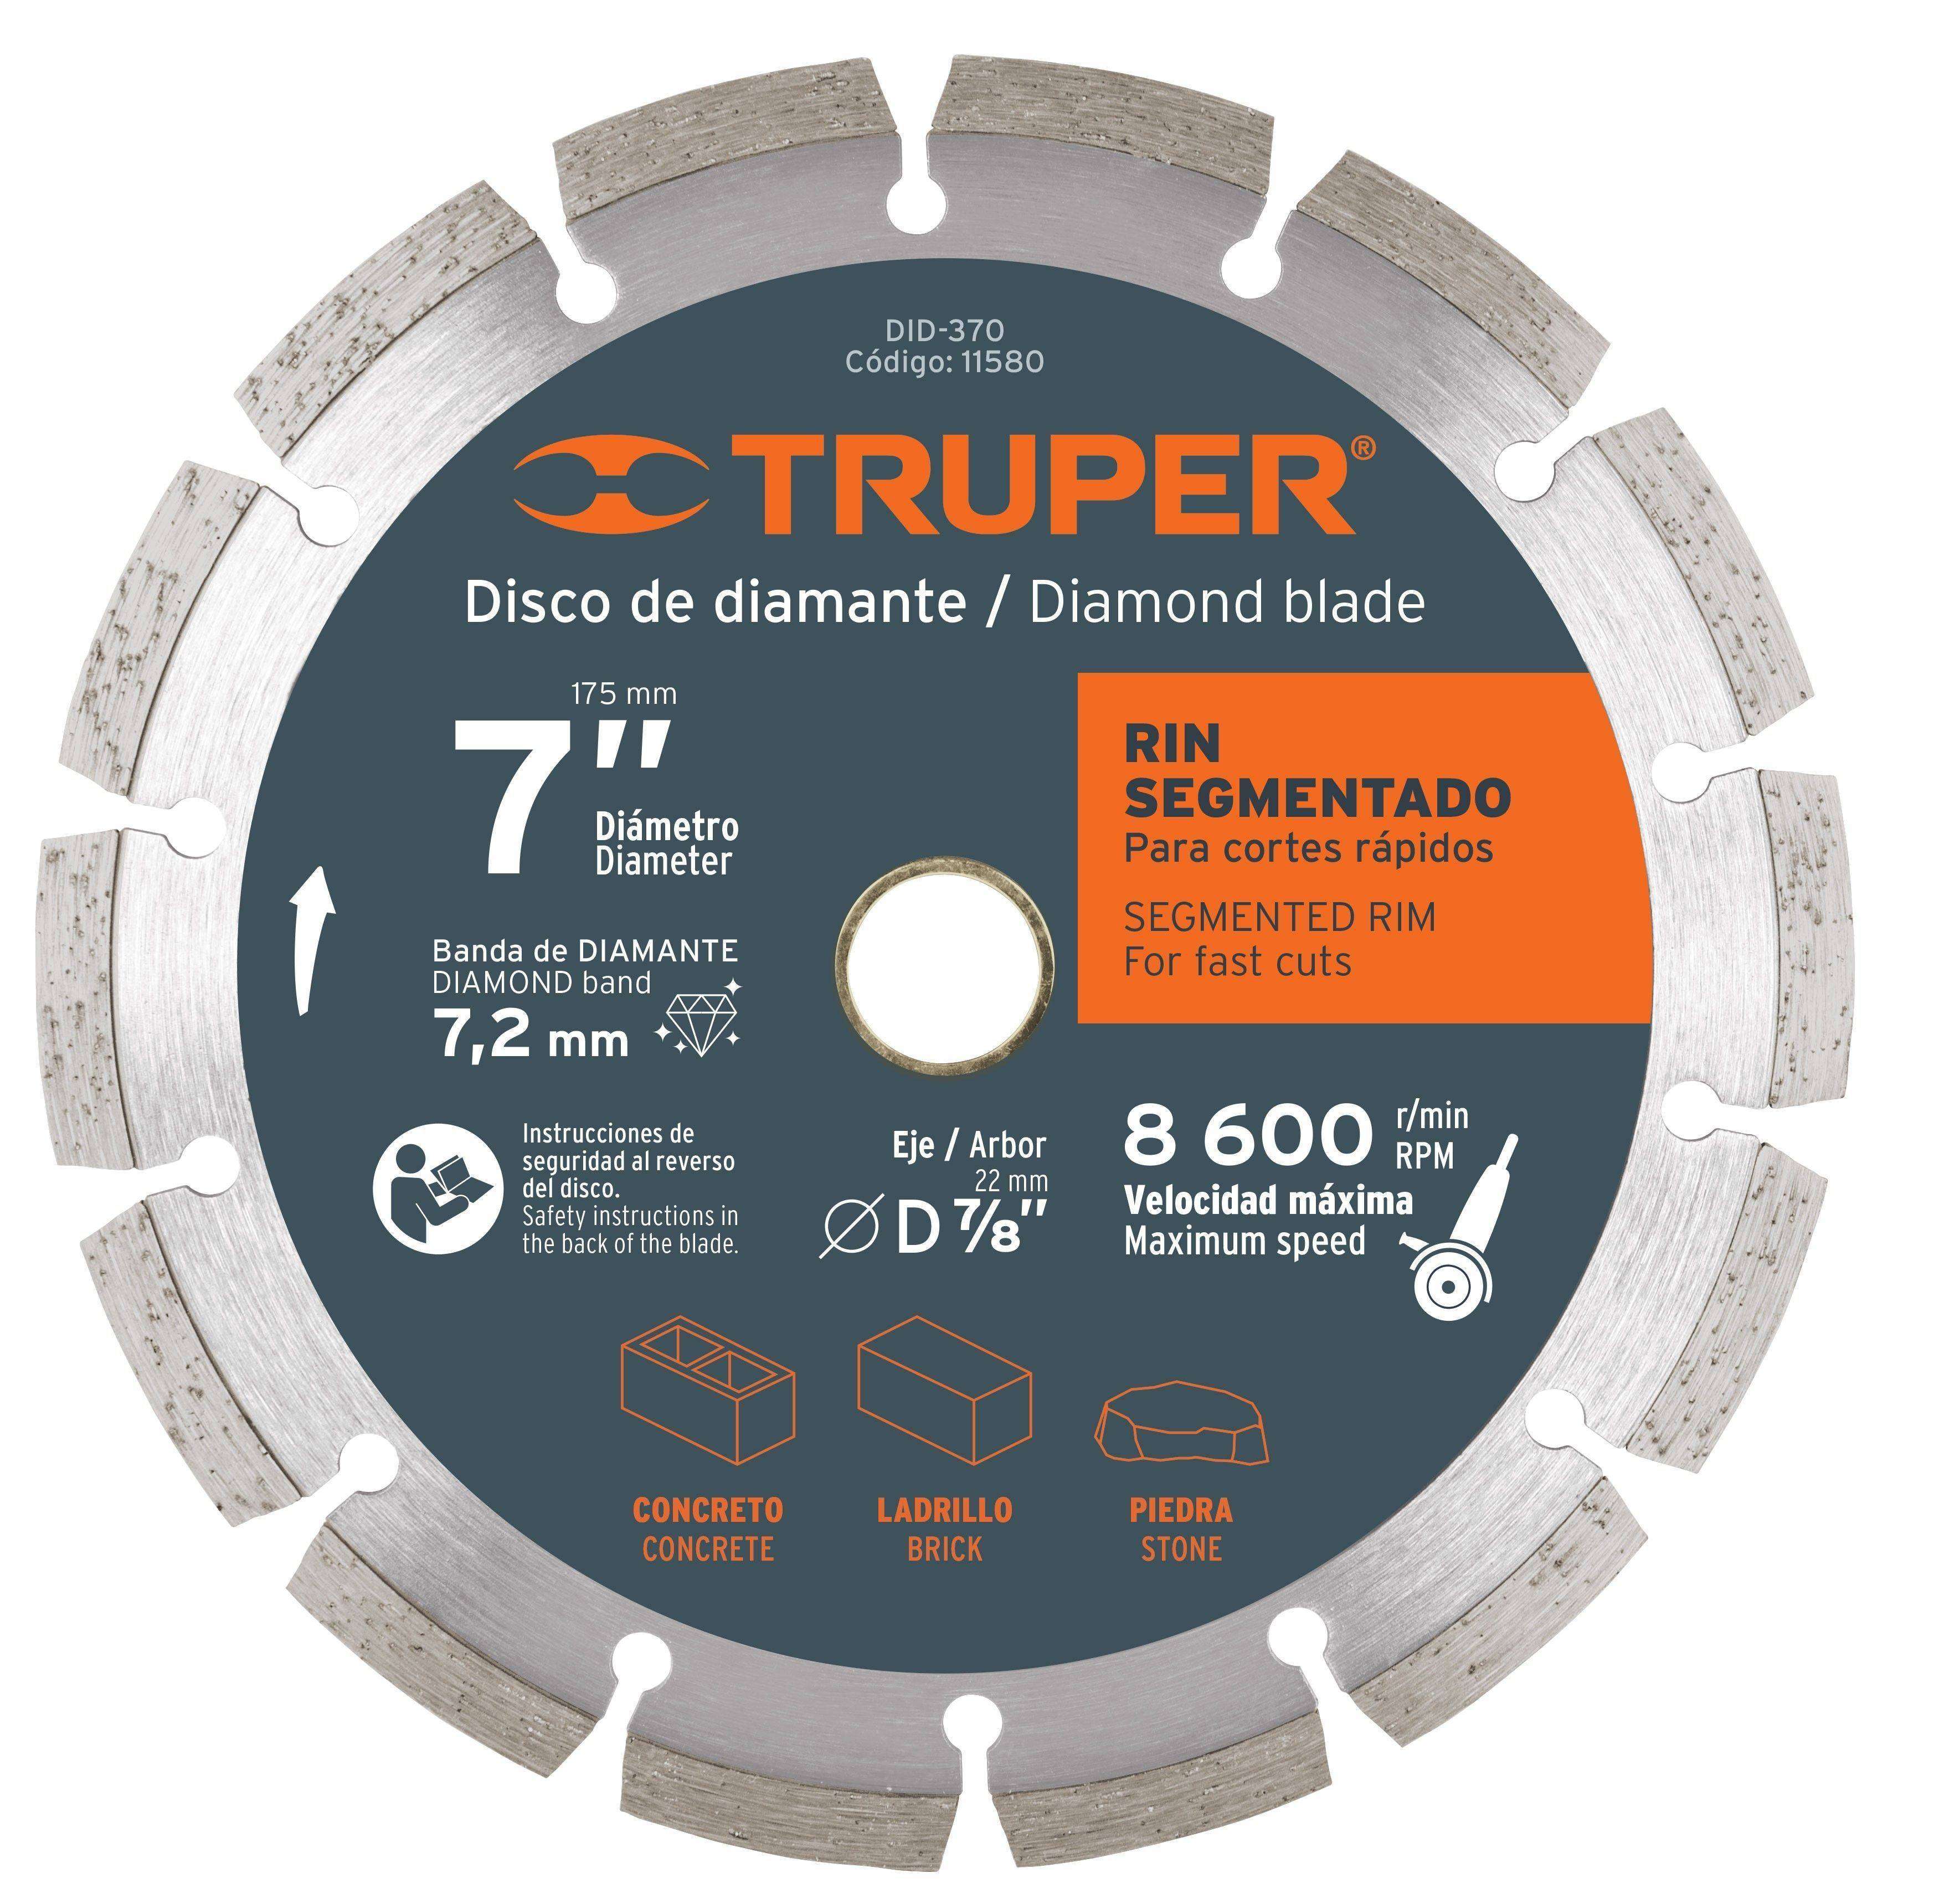 DID-370
Código: 11580
TRUPER®
Disco de diamante / Diamond blade
175 mm
7"
Diámetro
Diameter
RIN
SEGMENTADO
Para cortes rápidos
SEGMENTED RIM
For fast cuts
Banda de DIAMANTE
DIAMOND band
7,2 mm
Instrucciones de
seguridad al reverso
del disco.
Safety instructions in
the back of the blade.
Eje / Arbor
22 mm
Ø D 7/8"
8 600 r/min
RPM
Velocidad máxima
Maximum speed
CONCRETO
CONCRETE
LADRILLO
BRICK
PIEDRA
STONE